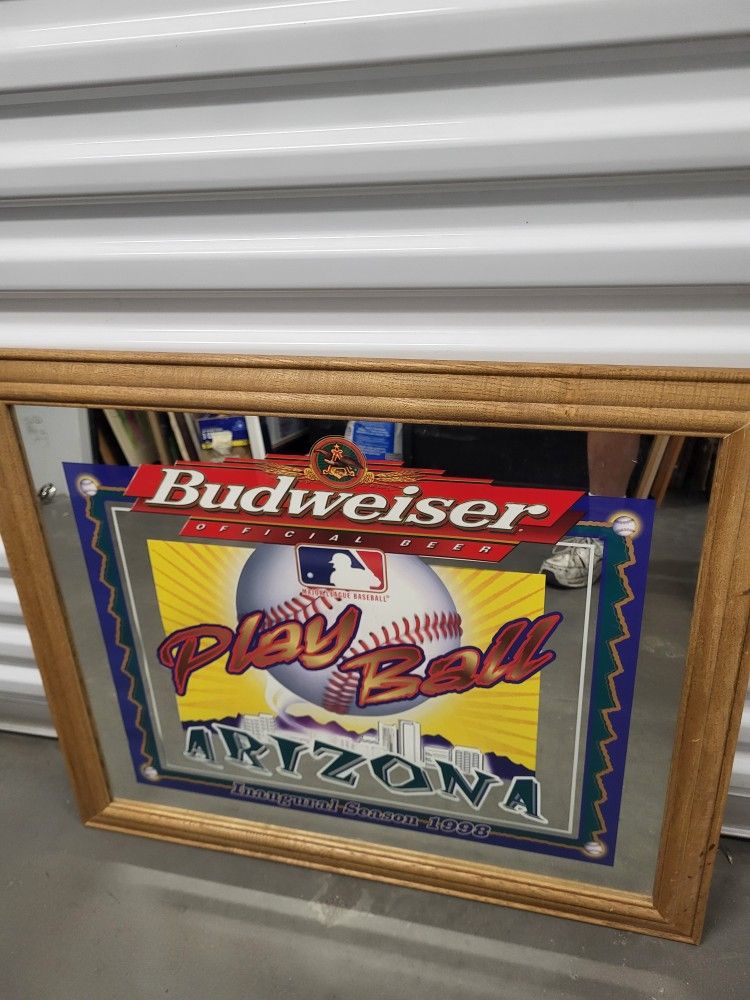 Budweiser
OFFICIAL BEER
MAJOR LEAGUE BASEBALL
Play
Ball
ARIZONA
Inaugural Season 1998